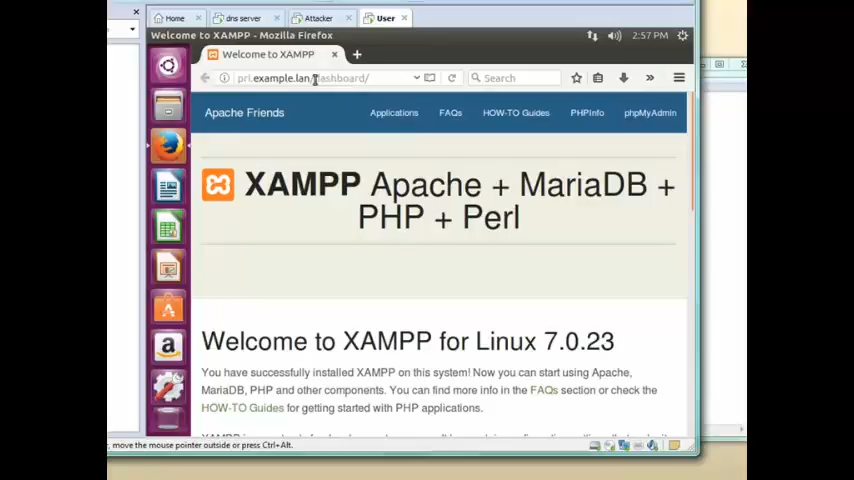 Home
dns server
Attacker
User
Welcome to XAMPP - Mozilla Firefox
2:57 PM
Welcome to XAMPP
pri.example.lan/dashboard/
Search
Apache Friends
Applications
FAQs
HOW-TO Guides
PHPInfo
phpMyAdmin
XAMPP Apache + MariaDB +
PHP + Perl
Welcome to XAMPP for Linux 7.0.23
You have successfully installed XAMPP on this system! Now you can start using Apache,
MariaDB, PHP and other components. You can find more info in the FAQs section or check the
HOW-TO Guides for getting started with PHP applications.
, move the mouse pointer outside or press Ctrl+Alt.